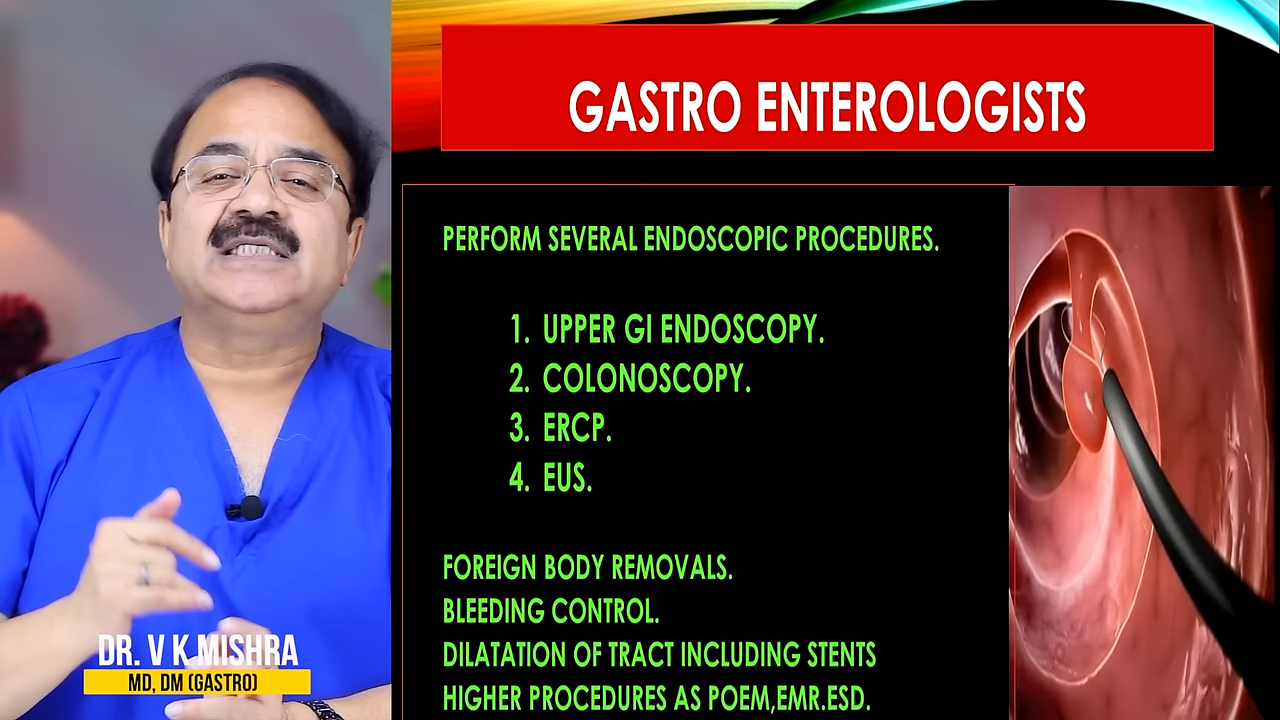 GASTRO ENTEROLOGISTS
PERFORM SEVERAL ENDOSCOPIC PROCEDURES.
1. UPPER GI ENDOSCOPY.
2. COLONOSCOPY.
3. ERCP.
4. EUS.
FOREIGN BODY REMOVALS.
BLEEDING CONTROL.
DILATATION OF TRACT INCLUDING STENTS
HIGHER PROCEDURES AS POEM,EMR.ESD.
DR. V K MISHRA
MD, DM (GASTRO)